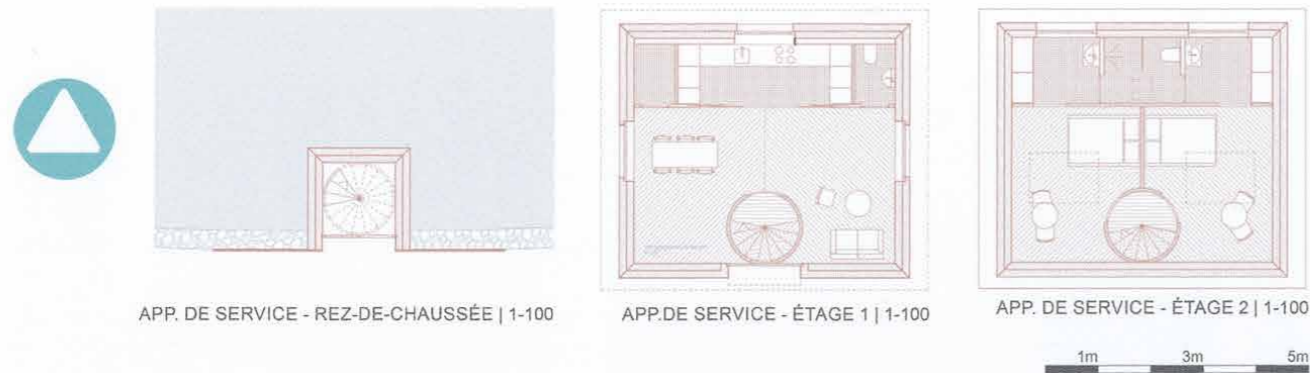 APP. DE SERVICE - REZ-DE-CHAUSSÉE | 1-100
APP.DE SERVICE - ÉTAGE 1 | 1-100
APP. DE SERVICE - ÉTAGE 2 | 1-100
1m 3m 5m